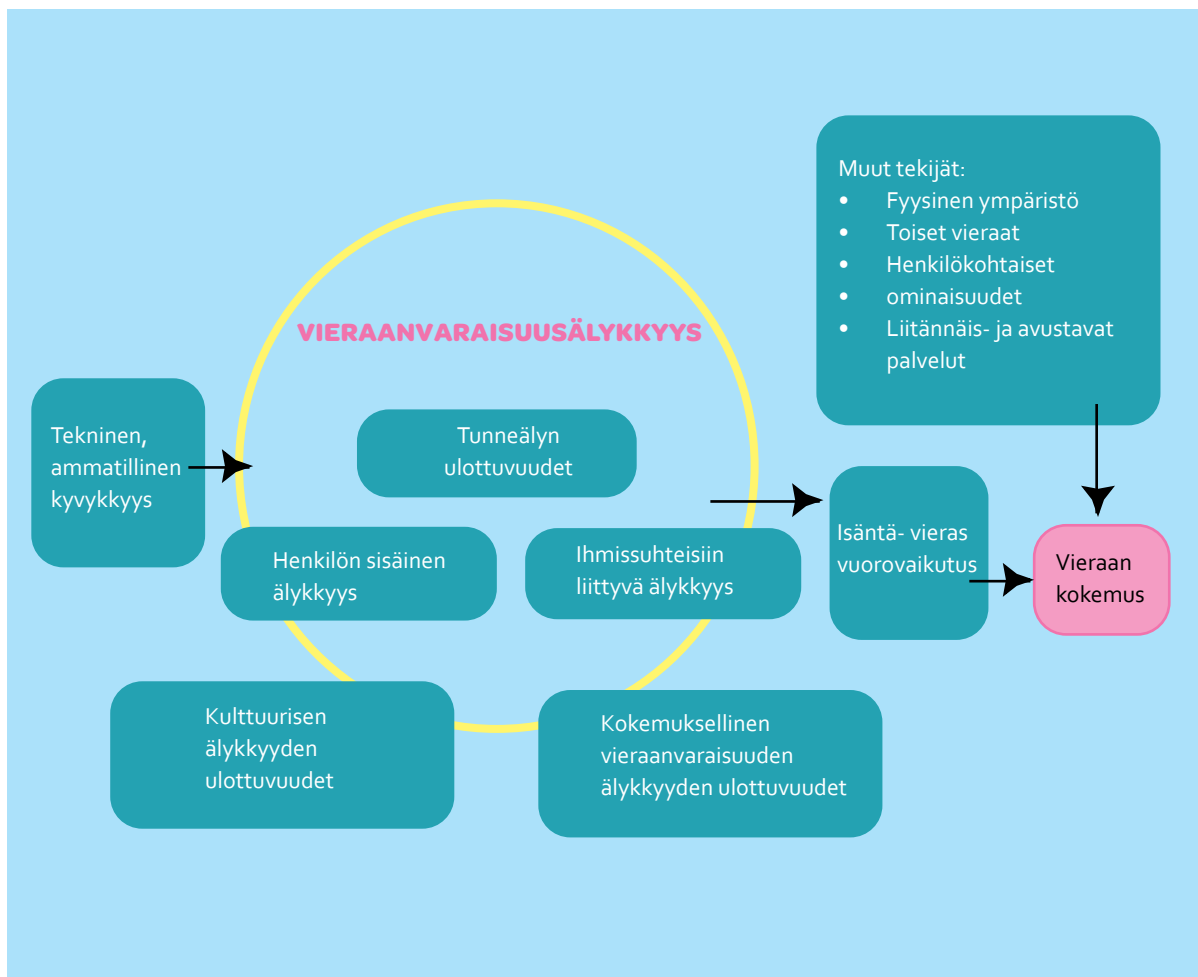 Muut tekijät:
• Fyysinen ympäristö
• Toiset vieraat
• Henkilökohtaiset
• ominaisuudet
• Liitännäis- ja avustavat
palvelut
VIERAANVARAISUUSÄLYKKYYS
Tekninen,
ammatillinen
kyvykkyys
Tunneälyn
ulottuvuudet
Henkilön sisäinen
älykkyys
Ihmissuhteisiin
liittyvä älykkyys
Isäntä- vieras
vuorovaikutus
Vieraan
kokemus
Kulttuurisen
älykkyyden
ulottuvuudet
Kokemuksellinen
vieraanvaraisuuden
älykkyyden ulottuvuudet